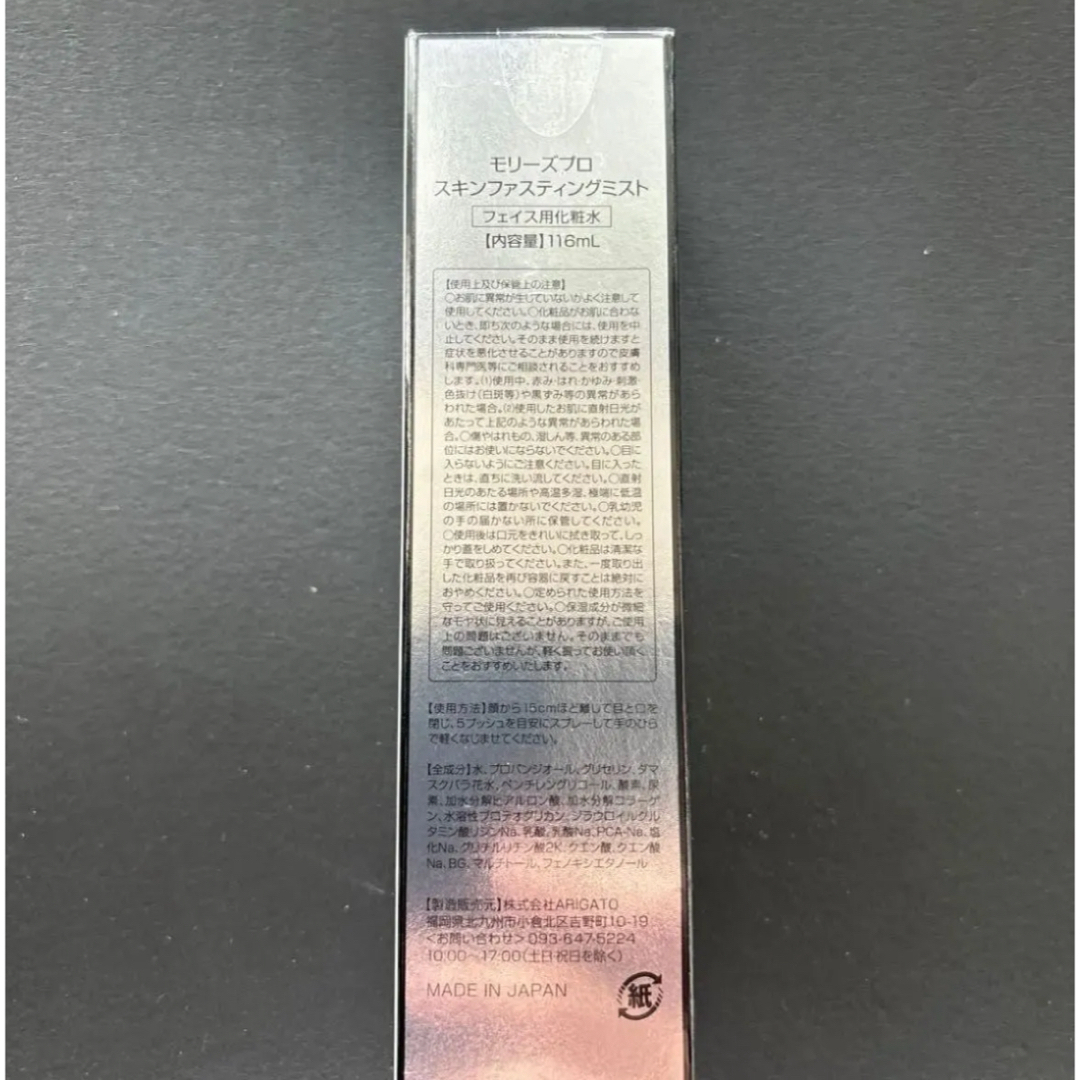 モリーズプロ
スキンファスティングミスト
フェイス用化粧水
【内容量】116mL
【使用上及び保管上の注意】
○お肌に異常が生じていないかよく注意して
使用してください。○化粧品がお肌に合わな
いとき、即ち次のような場合には、使用を中
止してください。そのまま使用を続けますと
症状を悪化させることがありますので皮膚
科専門医等にご相談されることをおすすめ
します。(1)使用中、赤み・はれ・かゆみ・刺激・
色抜け(白斑等)や黒ずみ等の異常があら
われた場合。(2)使用したお肌に直射日光が
あたって上記のような異常があらわれた場
合。○傷やはれもの、湿しん等、異常のある部
位にはお使いにならないでください。○目に
入らないようにご注意ください。目に入った
ときは、直ちに洗い流してください。○直射
日光のあたる場所や高温多湿、極端に低温
の場所には置かないでください。○乳幼児
の手の届かない所に保管してください。
○使用後は口元をきれいに拭き取って、しっ
かり蓋をしめてください。○化粧品は清潔な
手で取り扱ってください。また、一度取り出
した化粧品を再び容器に戻すことは絶対に
おやめください。○定められた使用方法を
守ってご使用ください。○保湿成分が微細
なモヤ状に見えることがありますが、ご使用
上の問題はございません。そのままでも
問題ございませんが、軽く振ってお使い頂く
ことをおすすめいたします。
【使用方法】顔から15cmほど離して目と口を
閉じ、5プッシュを目安にスプレーして手のひら
で軽くなじませてください。
【全成分】水、プロパンジオール、グリセリン、ダマ
スクバラ花水、ペンチレングリコール、酸素、尿
素、加水分解ヒアルロン酸、加水分解コラーゲ
ン、水溶性プロテオグリカン、ジラウロイルグル
タミン酸リシンNa、乳酸、乳酸Na、PCA-Na、塩
化Na、グリチルリチン酸2K、クエン酸、クエン酸
Na、BG、マルチトール、フェノキシエタノール
【製造販売元】株式会社ARIGATO
福岡県北九州市小倉北区吉野町10-19
<お問い合わせ> 093-647-5224
10:00〜17:00(土日・祝日を除く)
MADE IN JAPAN
紙